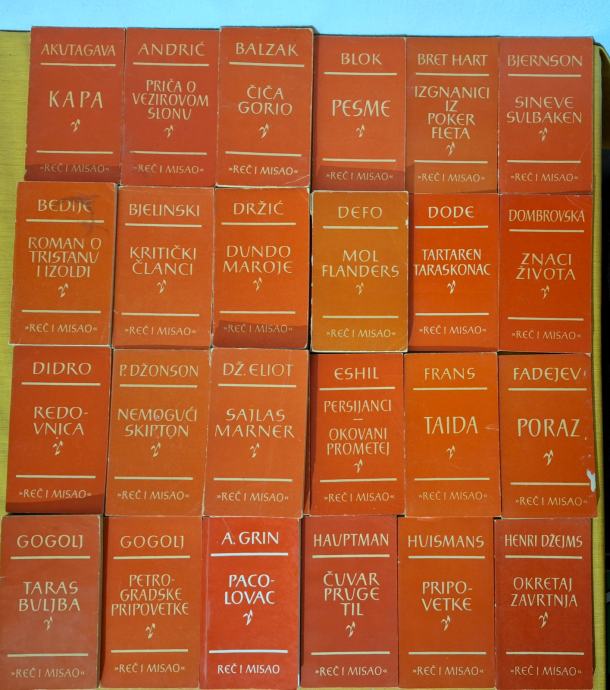 AKUTAGAVA
KAPA
»REČ I MISAO«
ANDRIĆ
PRIČA O
VEZIROVOM
SLONU
»REČ I MISAO«
BALZAK
ČIČA
GORIO
»REČ I MISAO«
BLOK
PESME
»REČ I MISAO«
BRET HART
IZGNANICI
IZ
POKER
FLETA
»REČ I MISAO«
BJERNSON
SINEVE
SULBAKEN
»REČ I MISAO«
BEDIJE
ROMAN O
TRISTANU
I IZOLDI
»REČ I MISAO«
BJELINSKI
KRITIČKI
ČLANCI
»REČ I MISAO«
DRŽIĆ
DUNDO
MAROJE
»REČ I MISAO«
DEFO
MOL
FLANDERS
»REČ I MISAO«
DODE
TARTAREN
TARASKONAC
»REČ I MISAO«
DOMBROVSKA
ZNACI
ŽIVOTA
»REČ I MISAO«
DIDRO
REDO-
VNICA
»REČ I MISAO«
P. DŽONSON
NEMOGUĆI
SKIPTON
»REČ I MISAO«
DŽ. ELIOT
SAJLAS
MARNER
»REČ I MISAO«
ESHIL
PERSIJANCI
—
OKOVANI
PROMETEJ
»REČ I MISAO«
FRANS
TAIDA
»REČ I MISAO«
FADEJEV
PORAZ
»REČ I MISAO«
GOGOLJ
TARAS
BULJBA
»REČ I MISAO«
GOGOLJ
PETRO-
GRADSKE
PRIPOVETKE
»REČ I MISAO«
A. GRIN
PACO-
LOVAC
REČ I MISAO
HAUPTMAN
ČUVAR
PRUGE
TIL
»REČ I MISAO«
HUISMANS
PRIPO-
VETKE
»REČ I MISAO«
HENRI DŽEJMS
OKRETAJ
ZAVRTNJA
»REČ I MISAO«